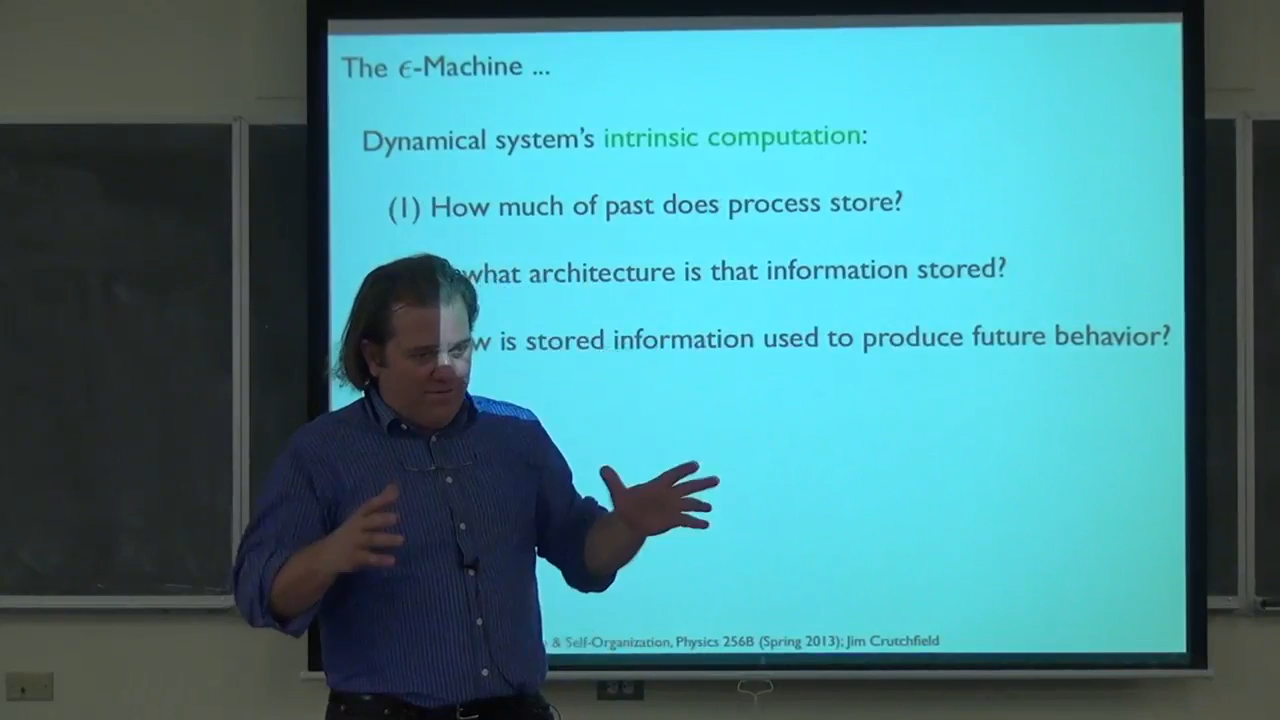 The ϵ-Machine ...
Dynamical system's intrinsic computation:
(1) How much of past does process store?
what architecture is that information stored?
is stored information used to produce future behavior?
& Self-Organization, Physics 256B (Spring 2013); Jim Crutchfield